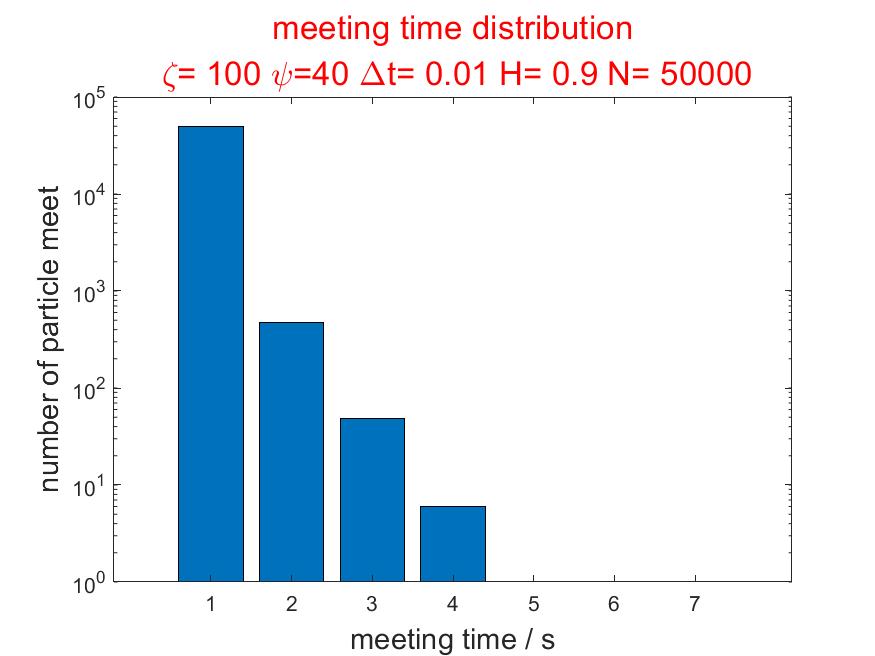 meeting time distribution
ζ= 100 ψ=40 Δt= 0.01 H= 0.9 N= 50000
number of particle meet
10^5
10^4
10^3
10^2
10^1
10^0
1 2 3 4 5 6 7
meeting time / s